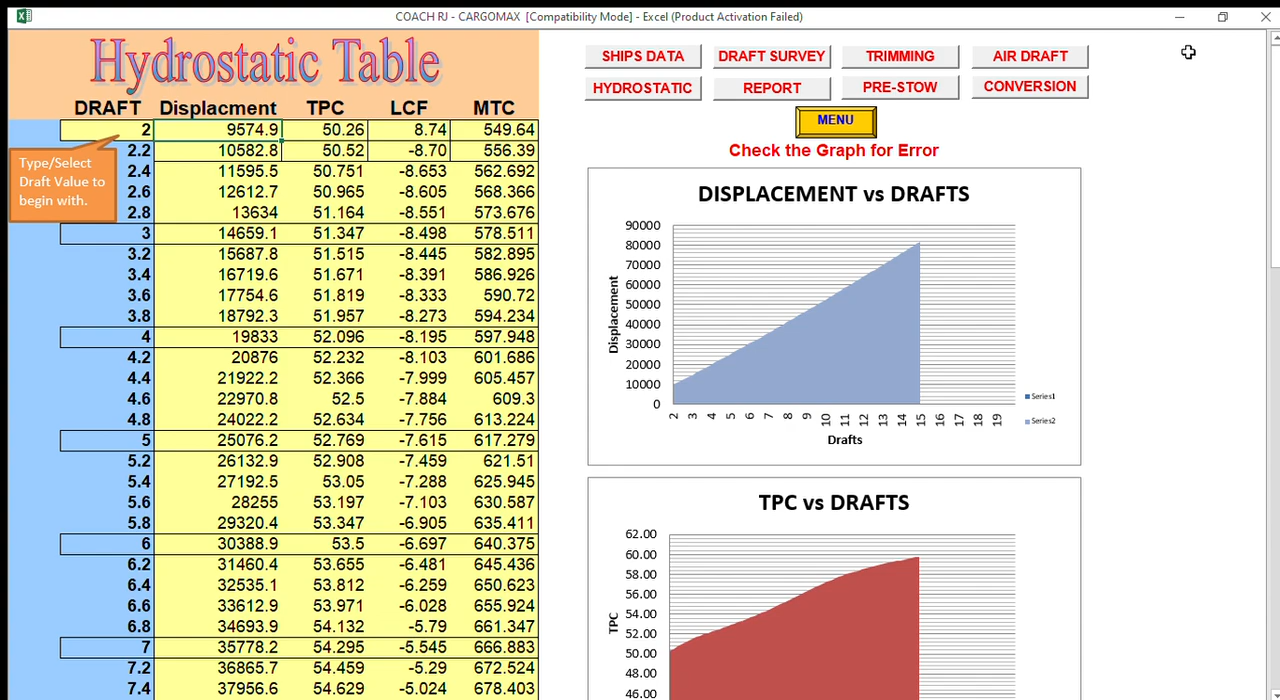 COACH RJ - CARGOMAX [Compatibility Mode] - Excel (Product Activation Failed)
Hydrostatic Table
DRAFT Displacment TPC LCF MTC
2 9574.9 50.26 8.74 549.64
2.2 10582.8 50.52 -8.70 556.39
2.4 11595.5 50.751 -8.653 562.692
2.6 12612.7 50.965 -8.605 568.366
2.8 13634 51.164 -8.551 573.676
3 14659.1 51.347 -8.498 578.511
3.2 15687.8 51.515 -8.445 582.895
3.4 16719.6 51.671 -8.391 586.926
3.6 17754.6 51.819 -8.333 590.72
3.8 18792.3 51.957 -8.273 594.234
4 19833 52.096 -8.195 597.948
4.2 20876 52.232 -8.103 601.686
4.4 21922.2 52.366 -7.999 605.457
4.6 22970.8 52.5 -7.884 609.3
4.8 24022.2 52.634 -7.756 613.224
5 25076.2 52.769 -7.615 617.279
5.2 26132.9 52.908 -7.459 621.51
5.4 27192.5 53.05 -7.288 625.945
5.6 28255 53.197 -7.103 630.587
5.8 29320.4 53.347 -6.905 635.411
6 30388.9 53.5 -6.697 640.375
6.2 31460.4 53.655 -6.481 645.436
6.4 32535.1 53.812 -6.259 650.623
6.6 33612.9 53.971 -6.028 655.924
6.8 34693.9 54.132 -5.79 661.347
7 35778.2 54.295 -5.545 666.883
7.2 36865.7 54.459 -5.29 672.524
7.4 37956.6 54.629 -5.024 678.403
Type/Select
Draft Value to
begin with.
SHIPS DATA DRAFT SURVEY TRIMMING AIR DRAFT
HYDROSTATIC REPORT PRE-STOW CONVERSION
MENU
Check the Graph for Error
DISPLACEMENT vs DRAFTS
90000
80000
70000
60000
50000
40000
30000
20000
10000
0
Displacement
2 3 4 5 6 7 8 9 10 11 12 13 14 15 16 17 18 19
Drafts
Series1
Series2
TPC vs DRAFTS
62.00
60.00
58.00
56.00
54.00
52.00
50.00
48.00
46.00
TPC